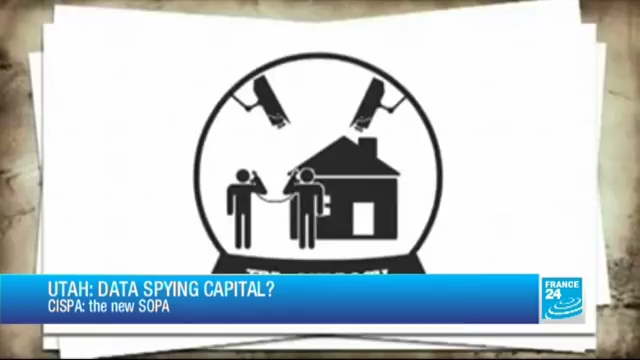 UTAH: DATA SPYING CAPITAL?
CISPA: the new SOPA
FRANCE
24